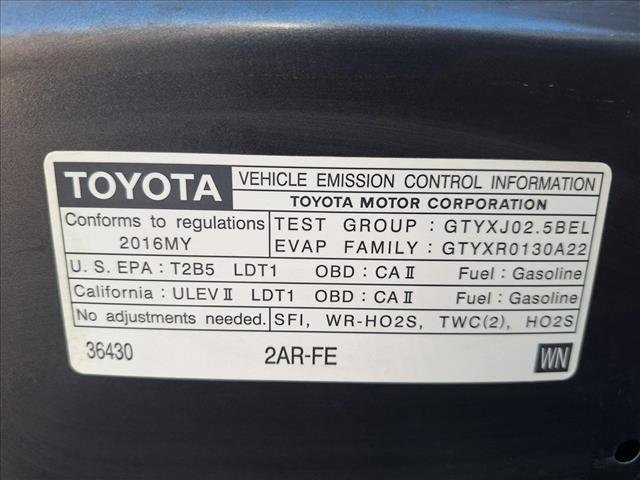 TOYOTA
VEHICLE EMISSION CONTROL INFORMATION
TOYOTA MOTOR CORPORATION
Conforms to regulations
2016MY
TEST GROUP : GTYXJ02.5BEL
EVAP FAMILY : GTYXR0130A22
U. S. EPA : T2B5 LDT1 OBD : CA II Fuel : Gasoline
California : ULEV II LDT1 OBD : CA II Fuel : Gasoline
No adjustments needed. SFI, WR-HO2S, TWC(2), HO2S
36430 2AR-FE WN